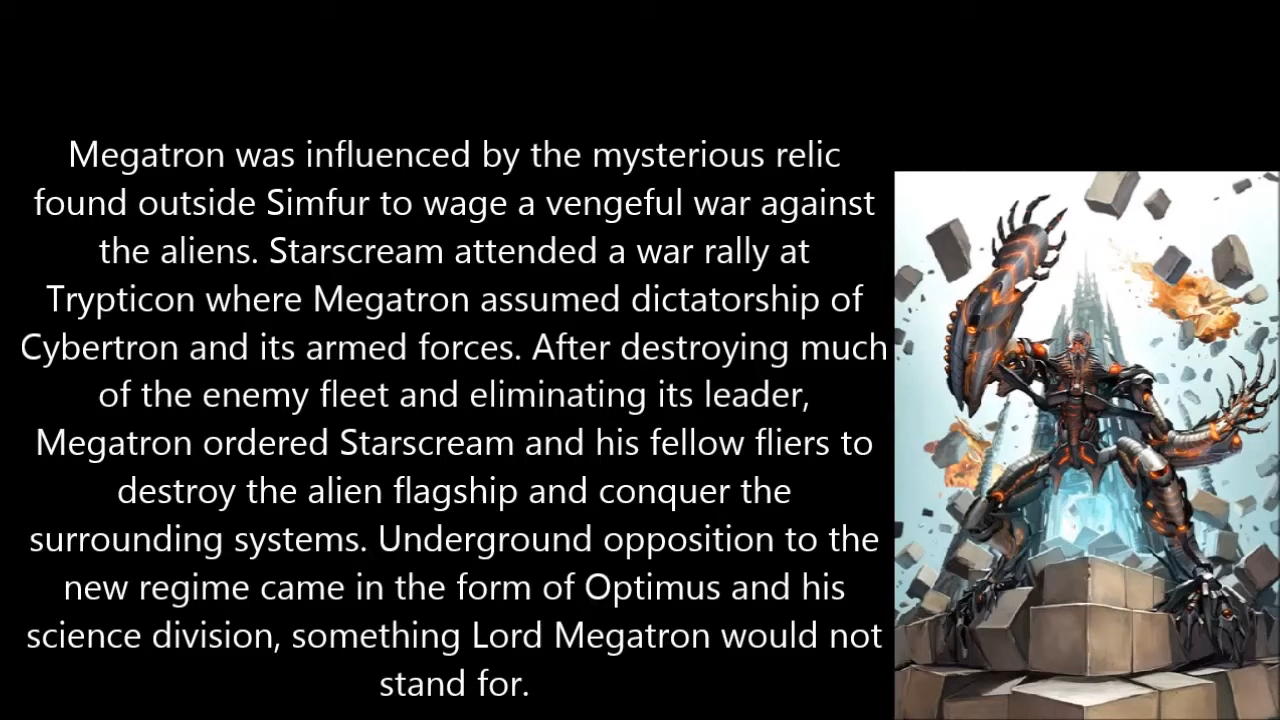 Megatron was influenced by the mysterious relic
found outside Simfur to wage a vengeful war against
the aliens. Starscream attended a war rally at
Trypticon where Megatron assumed dictatorship of
Cybertron and its armed forces. After destroying much
of the enemy fleet and eliminating its leader,
Megatron ordered Starscream and his fellow fliers to
destroy the alien flagship and conquer the
surrounding systems. Underground opposition to the
new regime came in the form of Optimus and his
science division, something Lord Megatron would not
stand for.